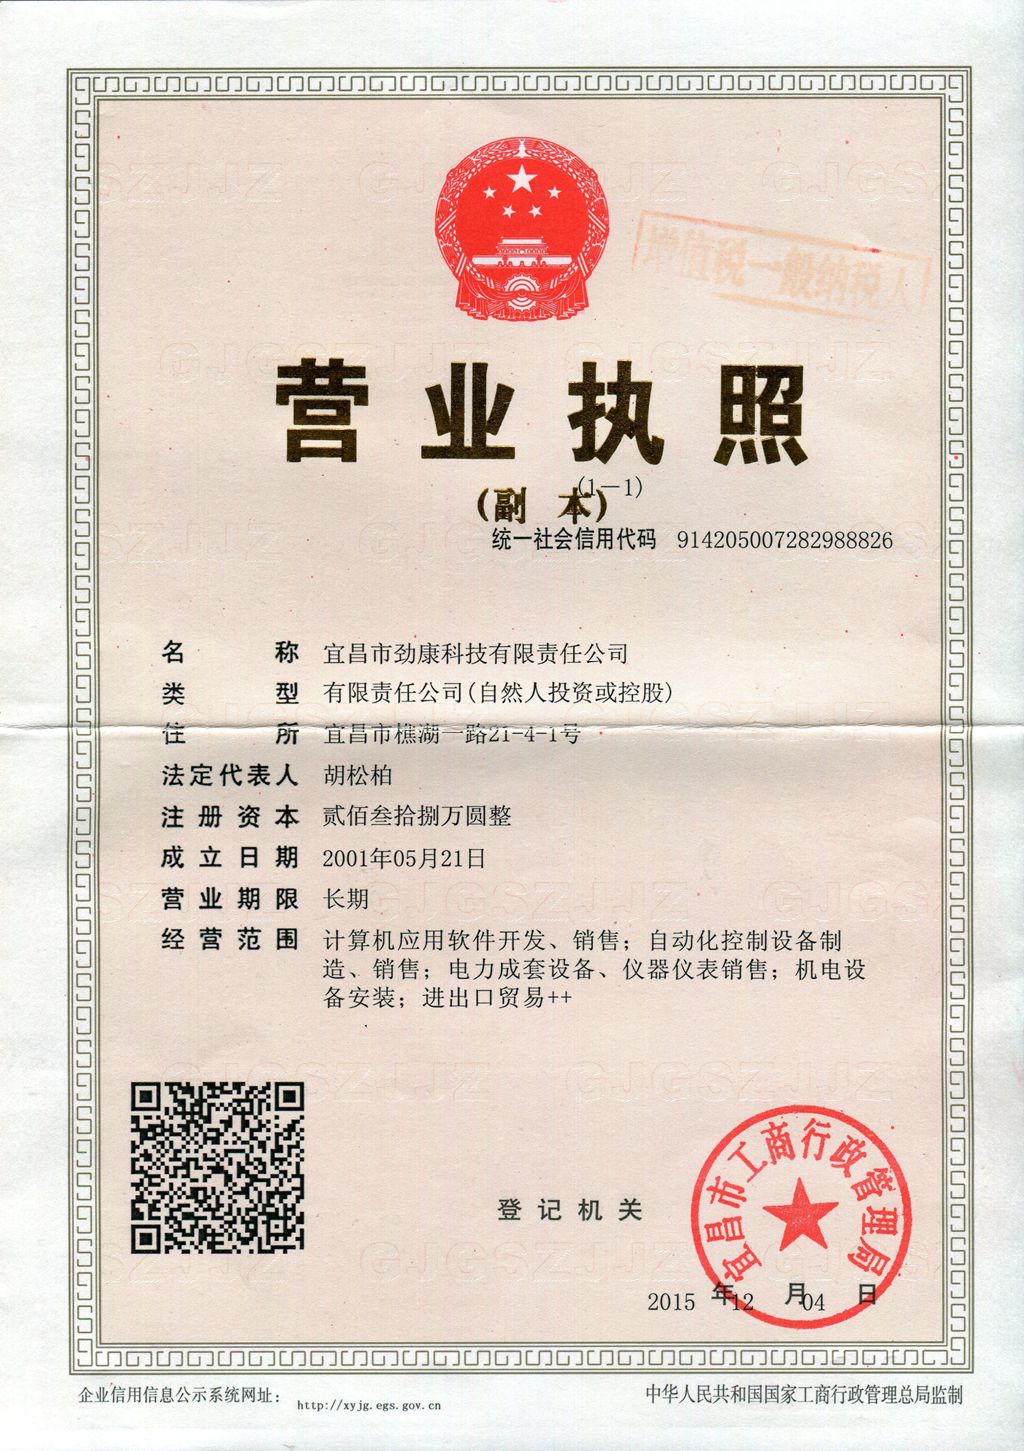 增值税一般纳税人
营业执照
(副 本)
(1-1)
统一社会信用代码 914205007282988826
名 称 宜昌市劲康科技有限责任公司
类 型 有限责任公司(自然人投资或控股)
住 所 宜昌市樵湖一路21-4-1号
法定代表人 胡松柏
注册资本 贰佰叁拾捌万圆整
成立日期 2001年05月21日
营业期限 长期
经营范围 计算机应用软件开发、销售；自动化控制设备制
造、销售；电力成套设备、仪器仪表销售；机电设
备安装；进出口贸易++
登记机关
宜昌市工商行政管理局
2015 年12 月04 日
企业信用信息公示系统网址： http://xyjg.egs.gov.cn
中华人民共和国国家工商行政管理总局监制